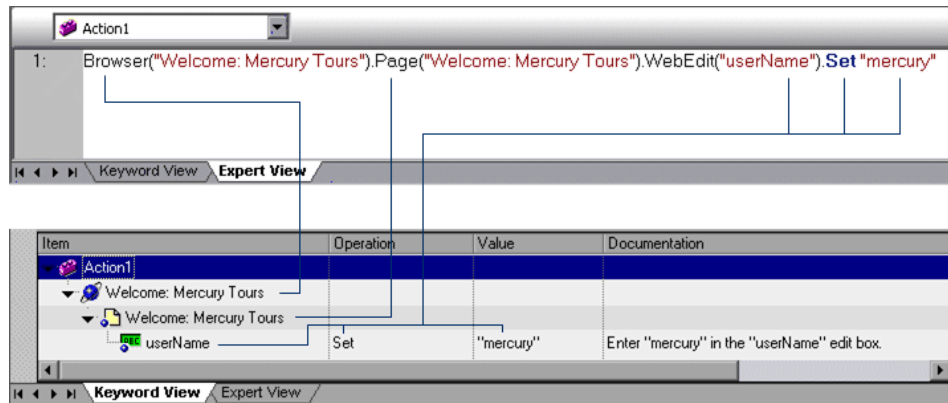 Action1
1: Browser("Welcome: Mercury Tours").Page("Welcome: Mercury Tours").WebEdit("userName").Set "mercury"
Keyword View Expert View
Item Operation Value Documentation
Action1
Welcome: Mercury Tours
Welcome: Mercury Tours
userName Set "mercury" Enter "mercury" in the "userName" edit box.
Keyword View Expert View